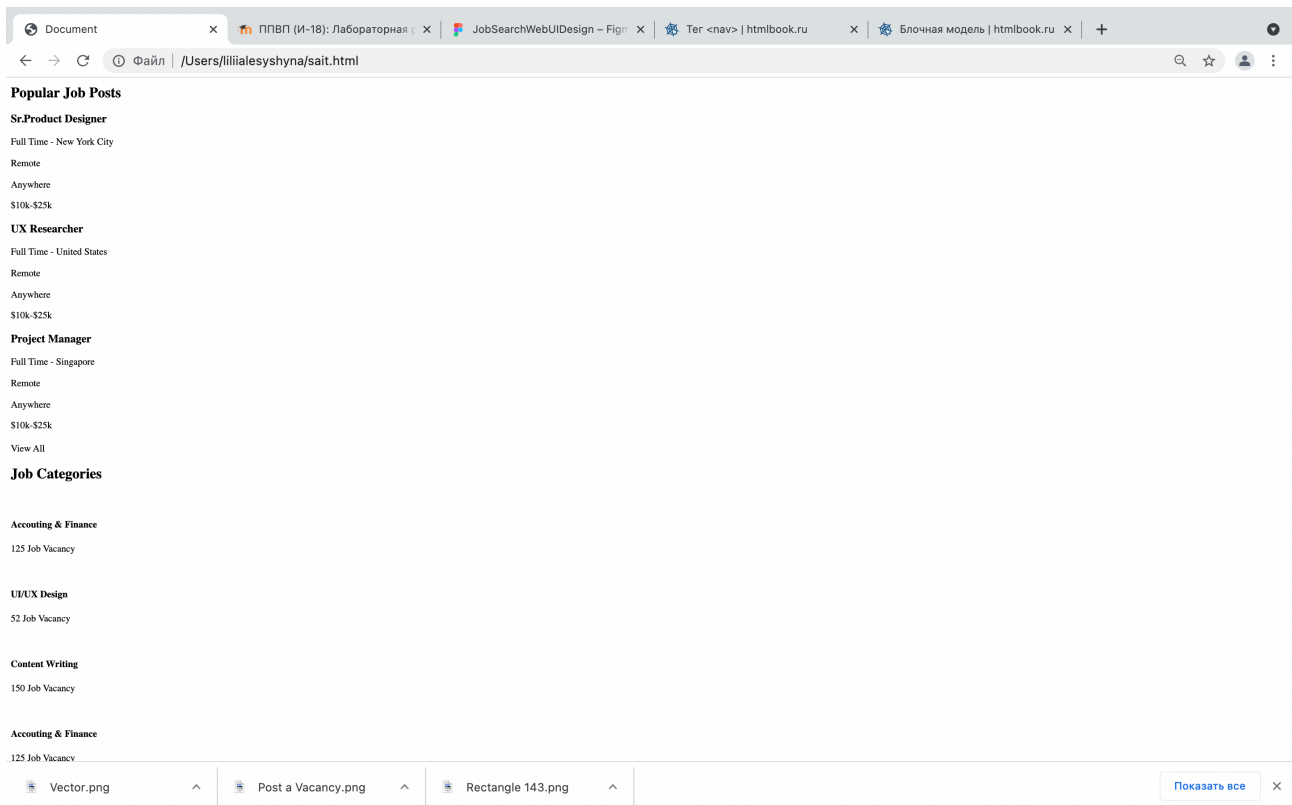 Document
ППВП (И-18): Лабораторная
JobSearchWebUIDesign – Figm
Тег <nav> | htmlbook.ru
Блочная модель | htmlbook.ru
Файл | /Users/liliialesyshyna/sait.html
Popular Job Posts
Sr.Product Designer
Full Time - New York City
Remote
Anywhere
$10k-$25k
UX Researcher
Full Time - United States
Remote
Anywhere
$10k-$25k
Project Manager
Full Time - Singapore
Remote
Anywhere
$10k-$25k
View All
Job Categories
Accouting & Finance
125 Job Vacancy
UI/UX Design
52 Job Vacancy
Content Writing
150 Job Vacancy
Accouting & Finance
125 Job Vacancy
Vector.png
Post a Vacancy.png
Rectangle 143.png
Показать все